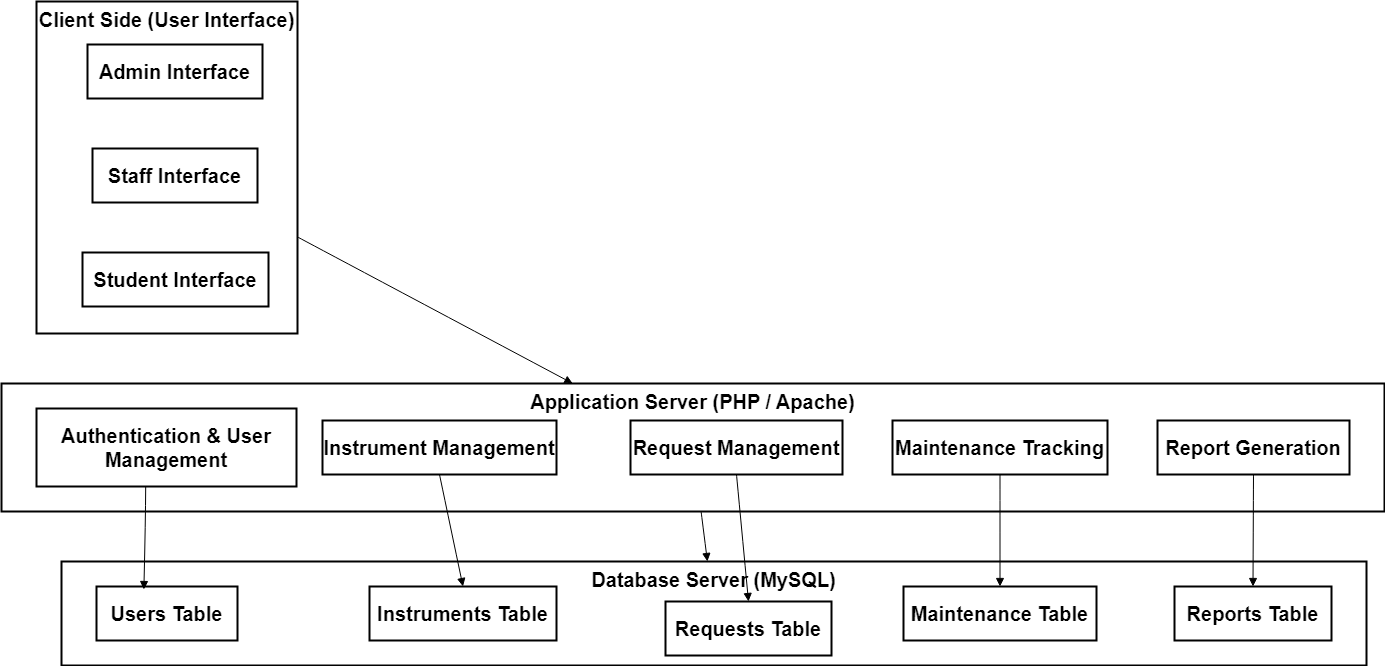 Client Side (User Interface)
Admin Interface
Staff Interface
Student Interface
Application Server (PHP / Apache)
Authentication & User
Management
Instrument Management
Request Management
Maintenance Tracking
Report Generation
Database Server (MySQL)
Users Table
Instruments Table
Requests Table
Maintenance Table
Reports Table